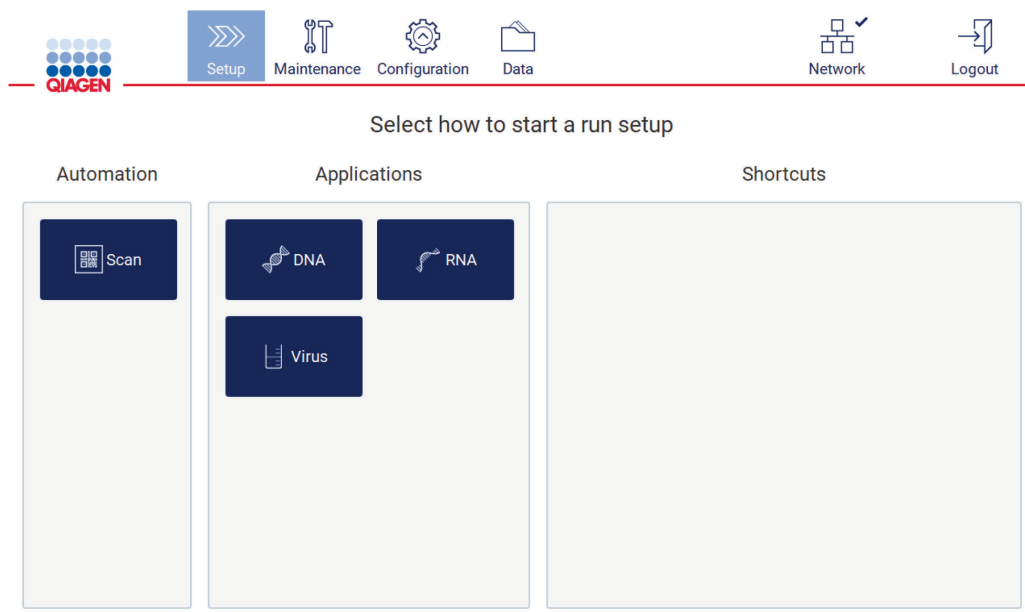 QIAGEN
Setup
Maintenance
Configuration
Data
Network
Logout
Select how to start a run setup
Automation
Applications
Shortcuts
Scan
DNA
RNA
Virus